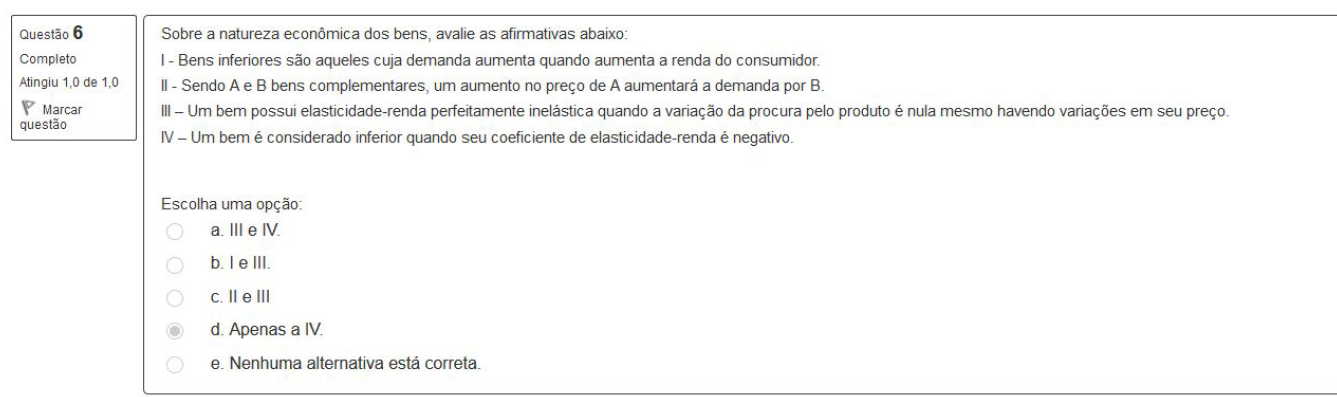 Questão 6
Completo
Atingiu 1,0 de 1,0
Marcar
questão
Sobre a natureza econômica dos bens, avalie as afirmativas abaixo:
I - Bens inferiores são aqueles cuja demanda aumenta quando aumenta a renda do consumidor.
II - Sendo A e B bens complementares, um aumento no preço de A aumentará a demanda por B.
III – Um bem possui elasticidade-renda perfeitamente inelástica quando a variação da procura pelo produto é nula mesmo havendo variações em seu preço.
IV – Um bem é considerado inferior quando seu coeficiente de elasticidade-renda é negativo.
Escolha uma opção:
a. III e IV.
b. I e III.
c. II e III
d. Apenas a IV.
e. Nenhuma alternativa está correta.